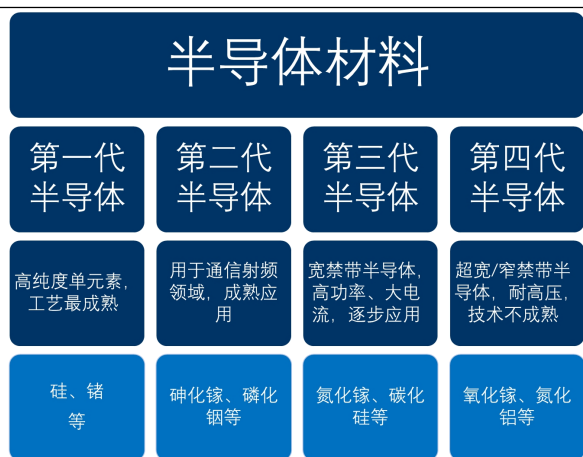 半导体材料
第一代
半导体
第二代
半导体
第三代
半导体
第四代
半导体
高纯度单元素，
工艺最成熟
用于通信射频
领域，成熟应
用
宽禁带半导体，
高功率、大电
流，逐步应用
超宽/窄禁带半
导体，耐高压，
技术不成熟
硅、锗
等
砷化镓、磷化
铟等
氮化镓、碳化
硅等
氧化镓、氮化
铝等